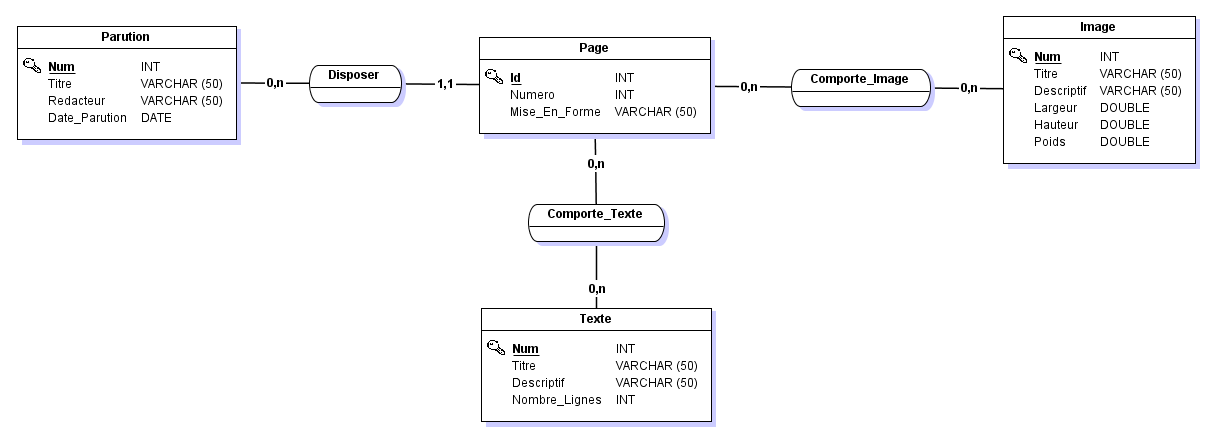 Parution
Num INT
Titre VARCHAR (50)
Redacteur VARCHAR (50)
Date_Parution DATE
0,n
Disposer
1,1
Page
Id INT
Numero INT
Mise_En_Forme VARCHAR (50)
0,n
Comporte_Image
0,n
Image
Num INT
Titre VARCHAR (50)
Descriptif VARCHAR (50)
Largeur DOUBLE
Hauteur DOUBLE
Poids DOUBLE
0,n
Comporte_Texte
0,n
Texte
Num INT
Titre VARCHAR (50)
Descriptif VARCHAR (50)
Nombre_Lignes INT